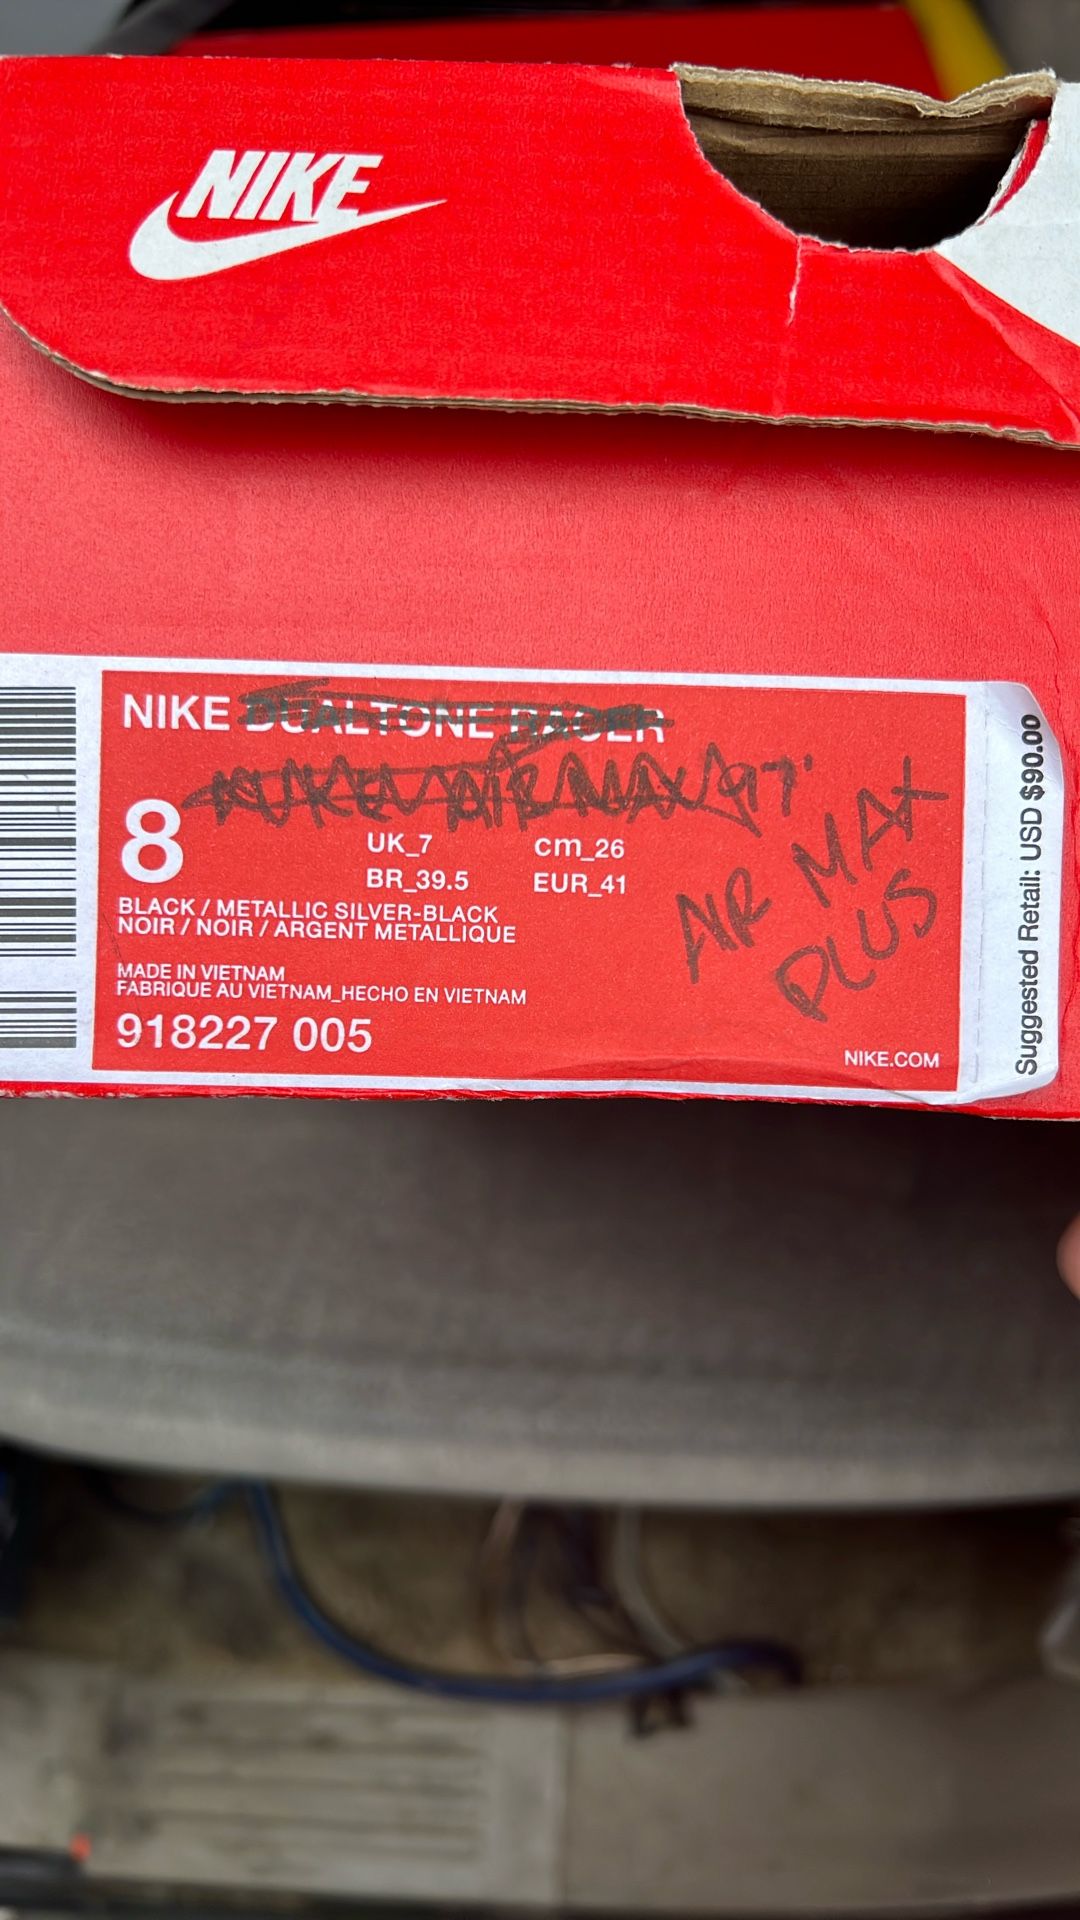 NIKE
NIKE DUALTONE RACER
AIR MAX 97'
8
UK_7 cm_26
BR_39.5 EUR_41
BLACK / METALLIC SILVER-BLACK
NOIR / NOIR / ARGENT METALLIQUE
MADE IN VIETNAM
FABRIQUE AU VIETNAM_HECHO EN VIETNAM
918227 005
AIR MAX
PLUS
NIKE.COM
Suggested Retail: USD $90.00